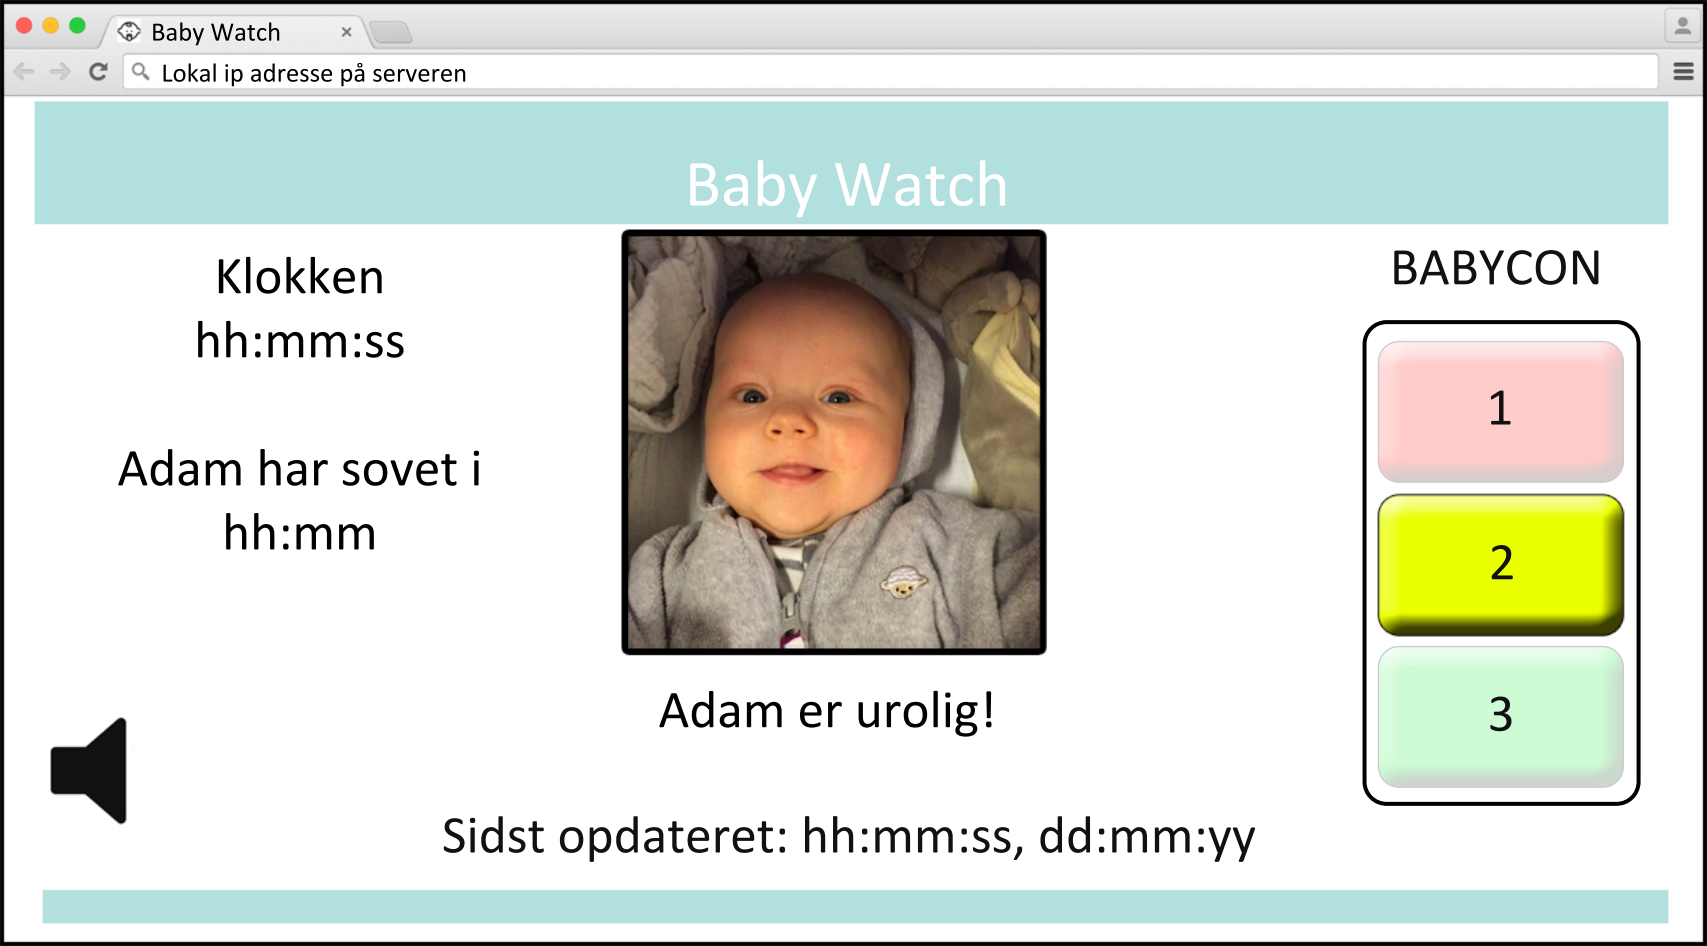 Baby Watch
Lokal ip adresse på serveren
Baby Watch
Klokken
hh:mm:ss
Adam har sovet i
hh:mm
Adam er urolig!
Sidst opdateret: hh:mm:ss, dd:mm:yy
BABYCON
1
2
3